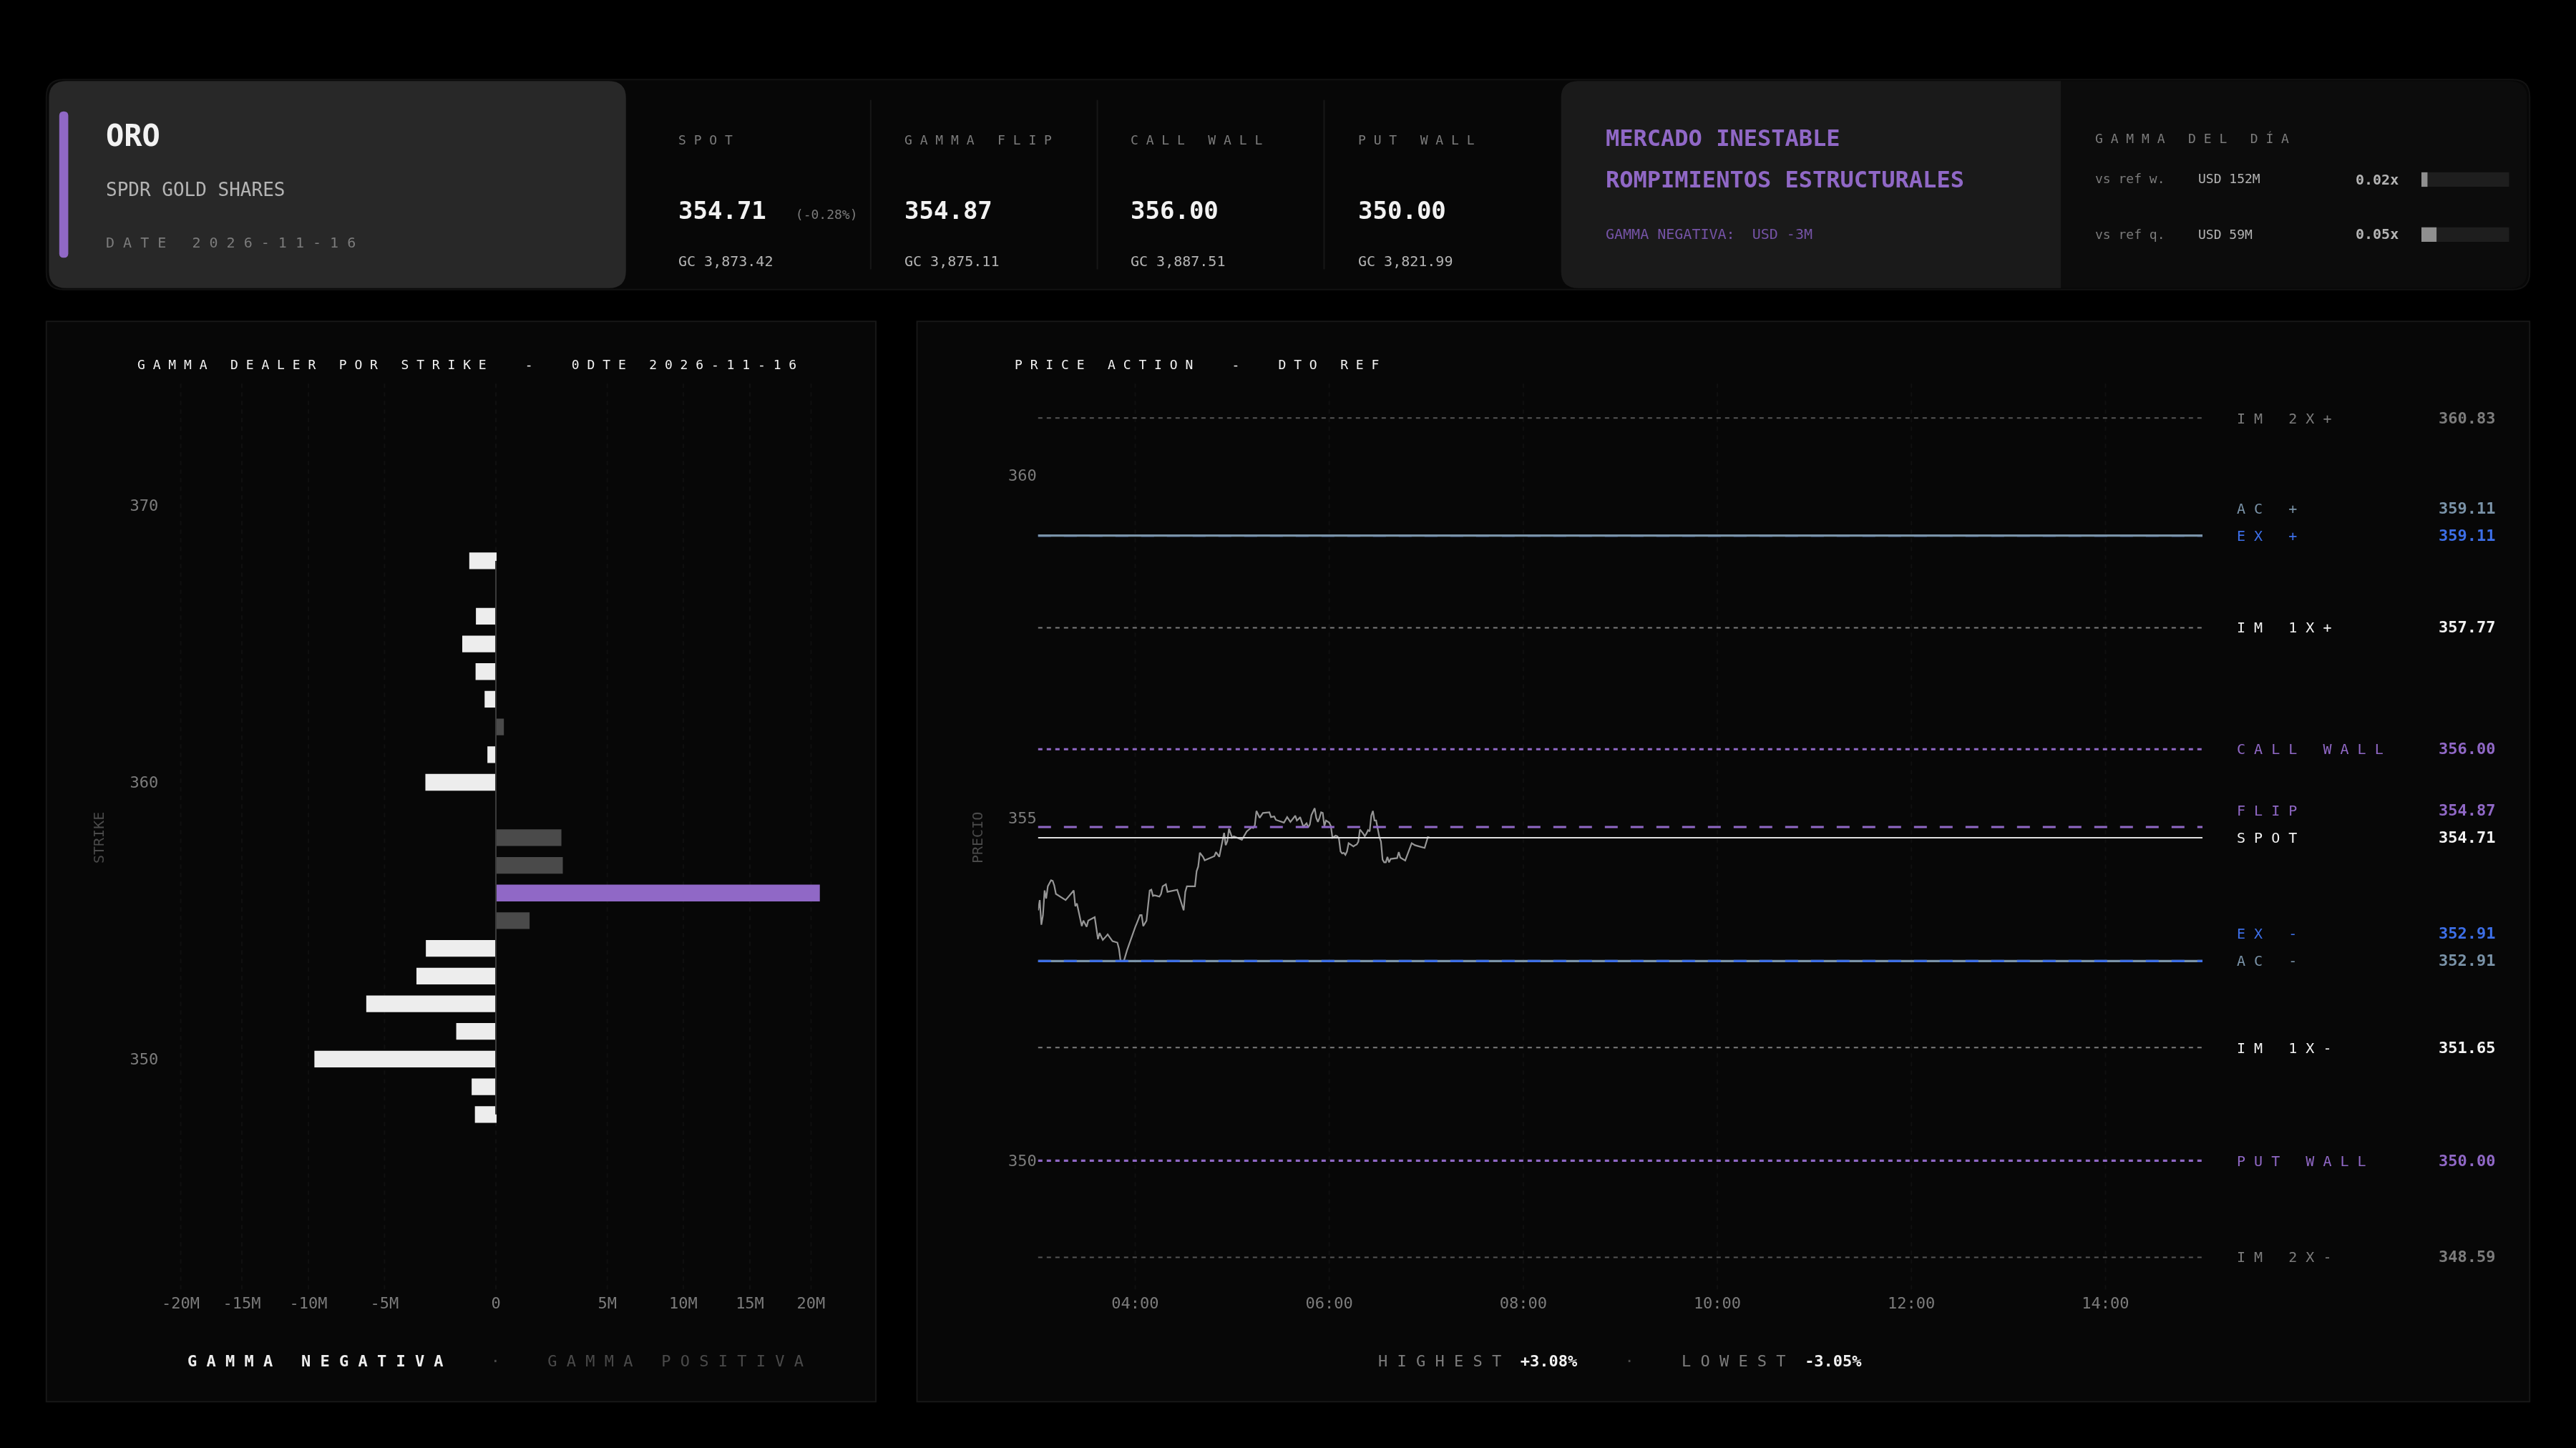 ORO
SPDR GOLD SHARES
DATE 2026-11-16
SPOT
354.71 (-0.28%)
GC 3,873.42
GAMMA FLIP
354.87
GC 3,875.11
CALL WALL
356.00
GC 3,887.51
PUT WALL
350.00
GC 3,821.99
MERCADO INESTABLE
ROMPIMIENTOS ESTRUCTURALES
GAMMA NEGATIVA: USD -3M
GAMMA DEL DÍA
vs ref w. USD 152M 0.02x
vs ref q. USD 59M 0.05x
GAMMA DEALER POR STRIKE - 0DTE 2026-11-16
STRIKE
370
360
350
-20M -15M -10M -5M 0 5M 10M 15M 20M
GAMMA NEGATIVA · GAMMA POSITIVA
PRICE ACTION - DTO REF
PRECIO
360
355
350
IM 2X+ 360.83
AC + 359.11
EX + 359.11
IM 1X+ 357.77
CALL WALL 356.00
FLIP 354.87
SPOT 354.71
EX - 352.91
AC - 352.91
IM 1X- 351.65
PUT WALL 350.00
IM 2X- 348.59
04:00 06:00 08:00 10:00 12:00 14:00
HIGHEST +3.08% · LOWEST -3.05%